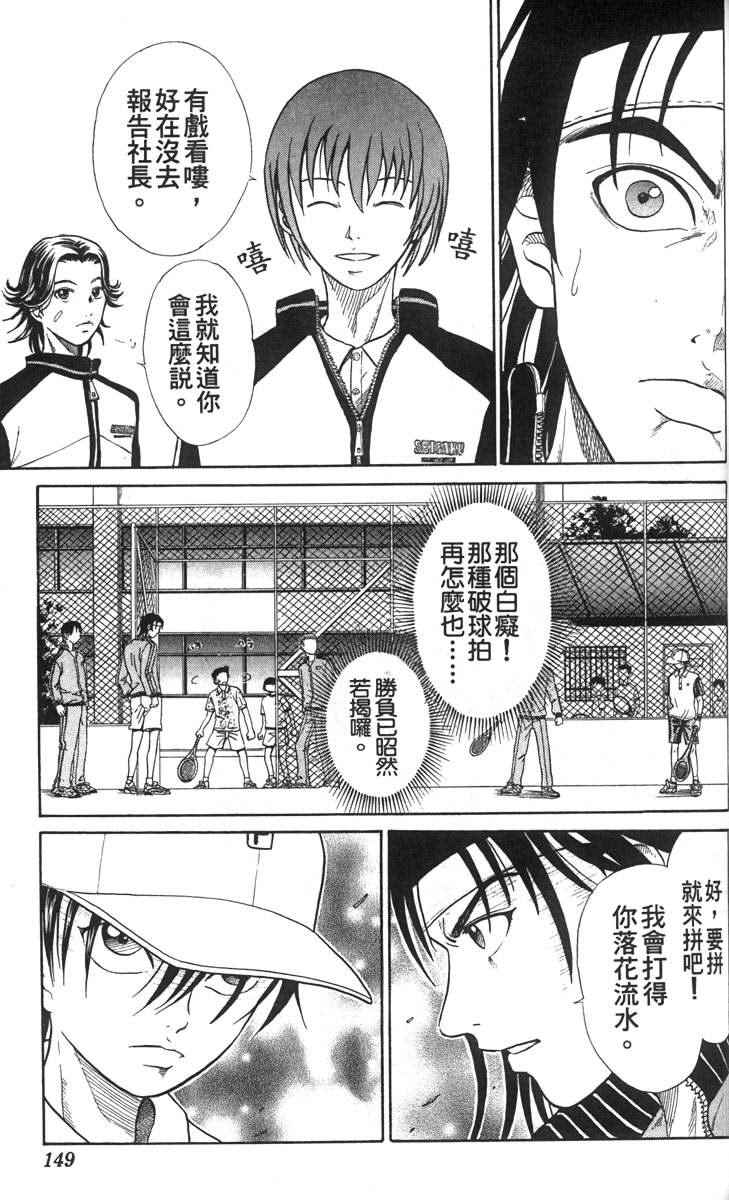 有戲看嘍，
好在沒去
報告社長。
嘻
嘻
我就知道你
會這麼說。
SEIGAKU
那個白癡！
那種破球拍
再怎麼也……
勝負已昭然
若揭囉。
好，要拼
就來拼吧！
我會打得
你落花流水。
F
149